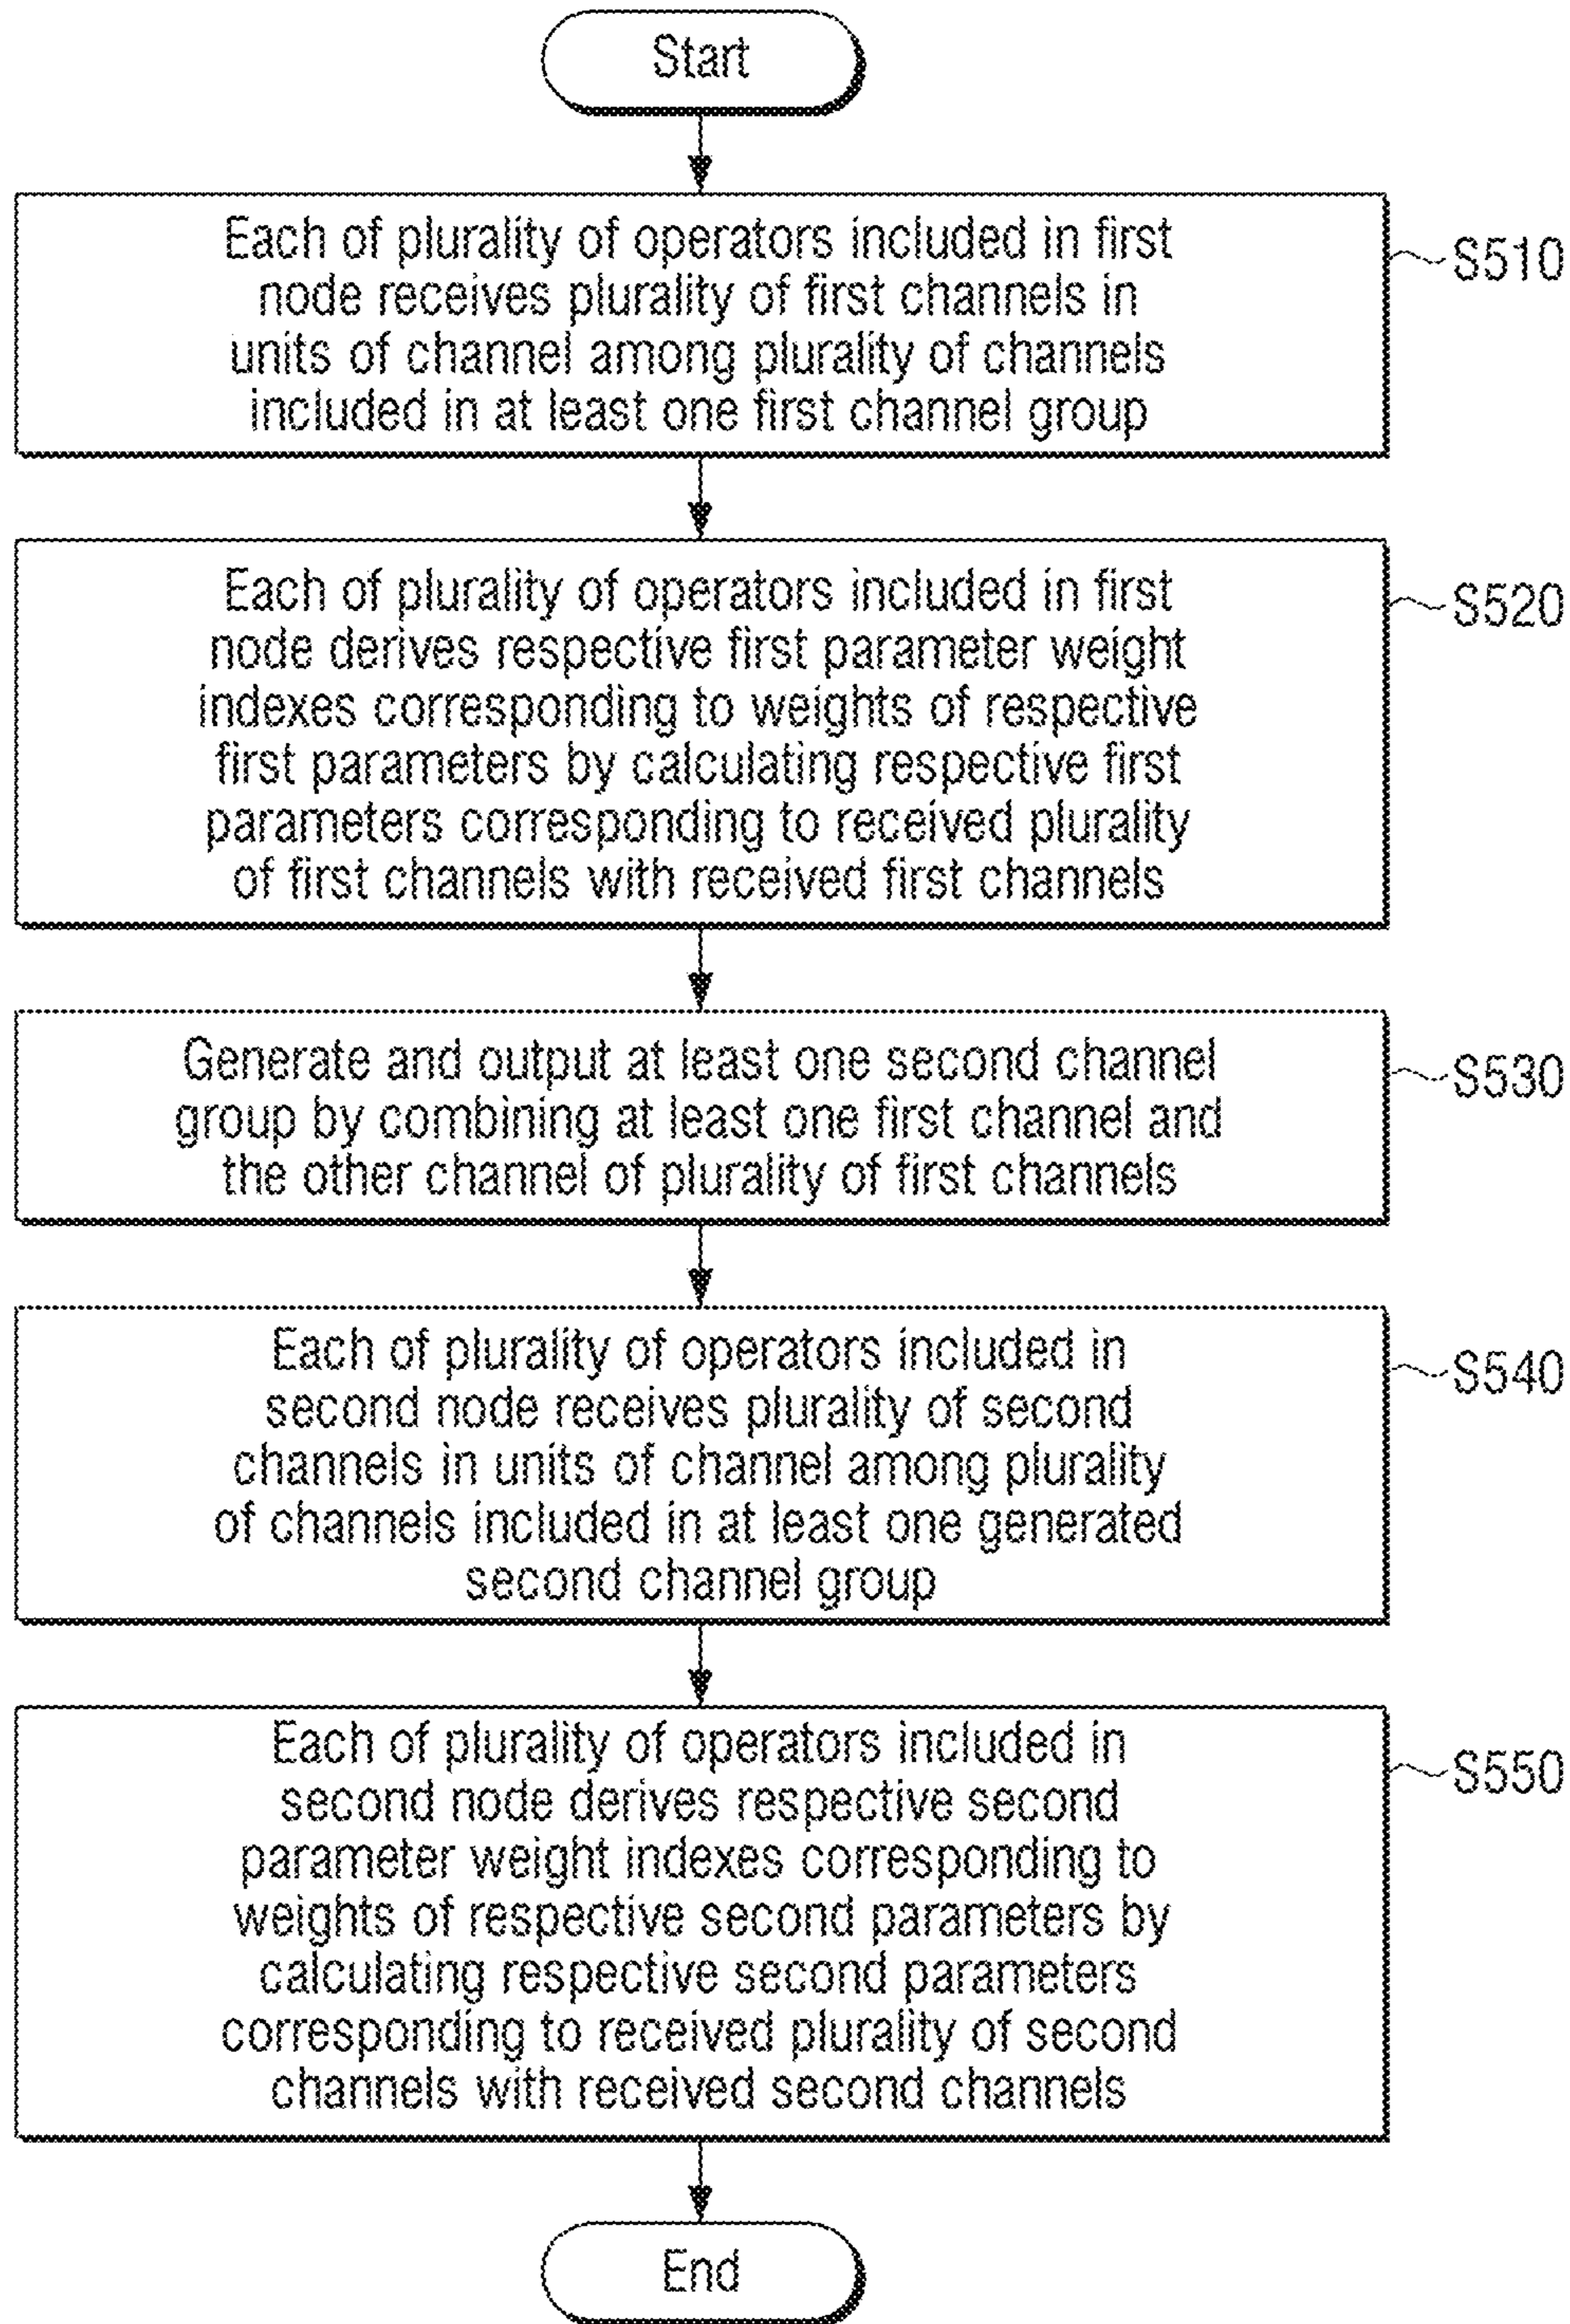 Start
Each of plurality of operators included in first
node receives plurality of first channels in
units of channel among plurality of channels
included in at least one first channel group
S510
Each of plurality of operators included in first
node derives respective first parameter weight
indexes corresponding to weights of respective
first parameters by calculating respective first
parameters corresponding to received plurality
of first channels with received first channels
S520
Generate and output at least one second channel
group by combining at least one first channel and
the other channel of plurality of first channels
S530
Each of plurality of operators included in
second node receives plurality of second
channels in units of channel among plurality
of channels included in at least one generated
second channel group
S540
Each of plurality of operators included in
second node derives respective second
parameter weight indexes corresponding to
weights of respective second parameters by
calculating respective second parameters
corresponding to received plurality of second
channels with received second channels
S550
End